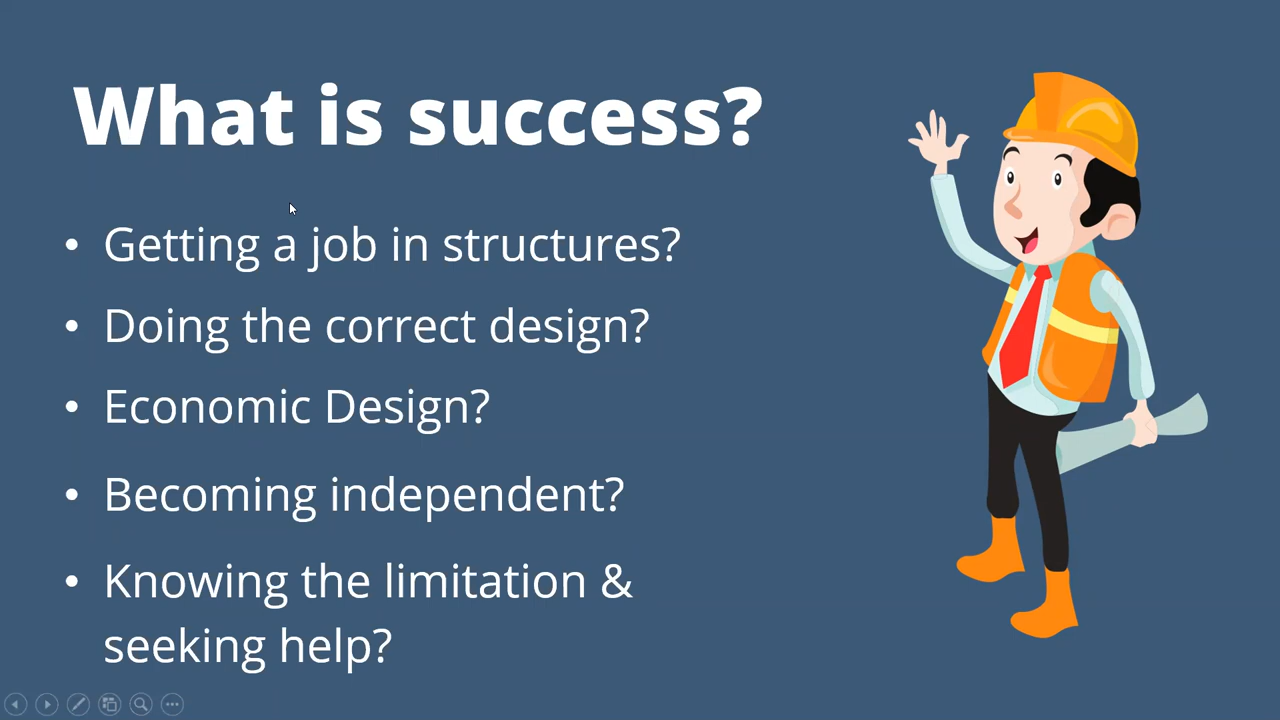 What is success?
• Getting a job in structures?
• Doing the correct design?
• Economic Design?
• Becoming independent?
• Knowing the limitation &
seeking help?